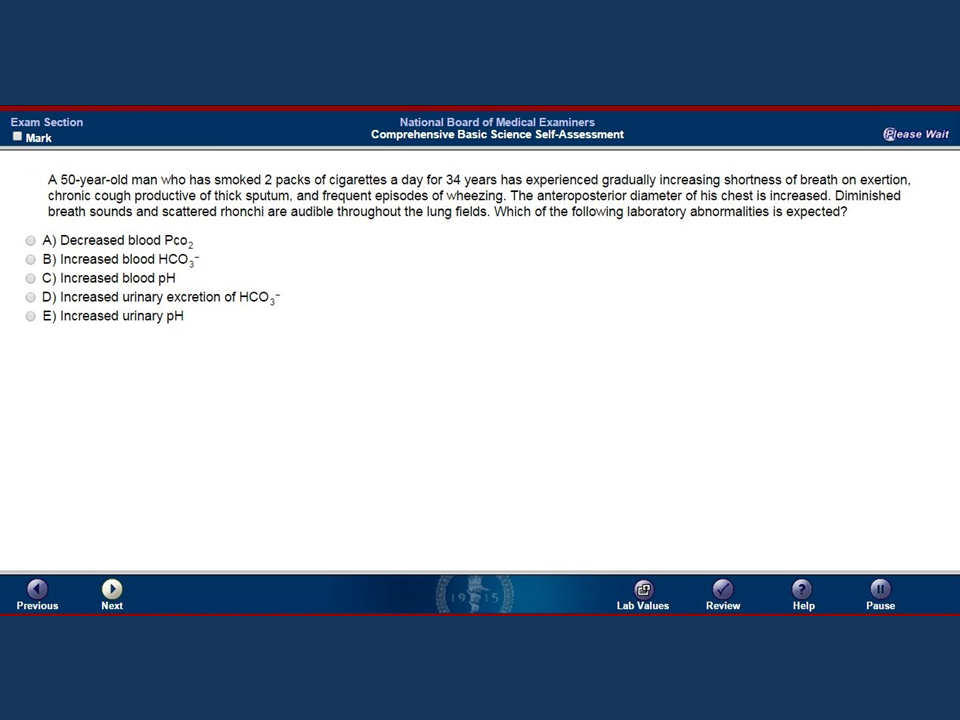 Exam Section
Mark
National Board of Medical Examiners
Comprehensive Basic Science Self-Assessment
Please Wait
A 50-year-old man who has smoked 2 packs of cigarettes a day for 34 years has experienced gradually increasing shortness of breath on exertion,
chronic cough productive of thick sputum, and frequent episodes of wheezing. The anteroposterior diameter of his chest is increased. Diminished
breath sounds and scattered rhonchi are audible throughout the lung fields. Which of the following laboratory abnormalities is expected?
A) Decreased blood Pco₂
B) Increased blood HCO₃⁻
C) Increased blood pH
D) Increased urinary excretion of HCO₃⁻
E) Increased urinary pH
1915
Previous
Next
Lab Values
Review
Help
Pause